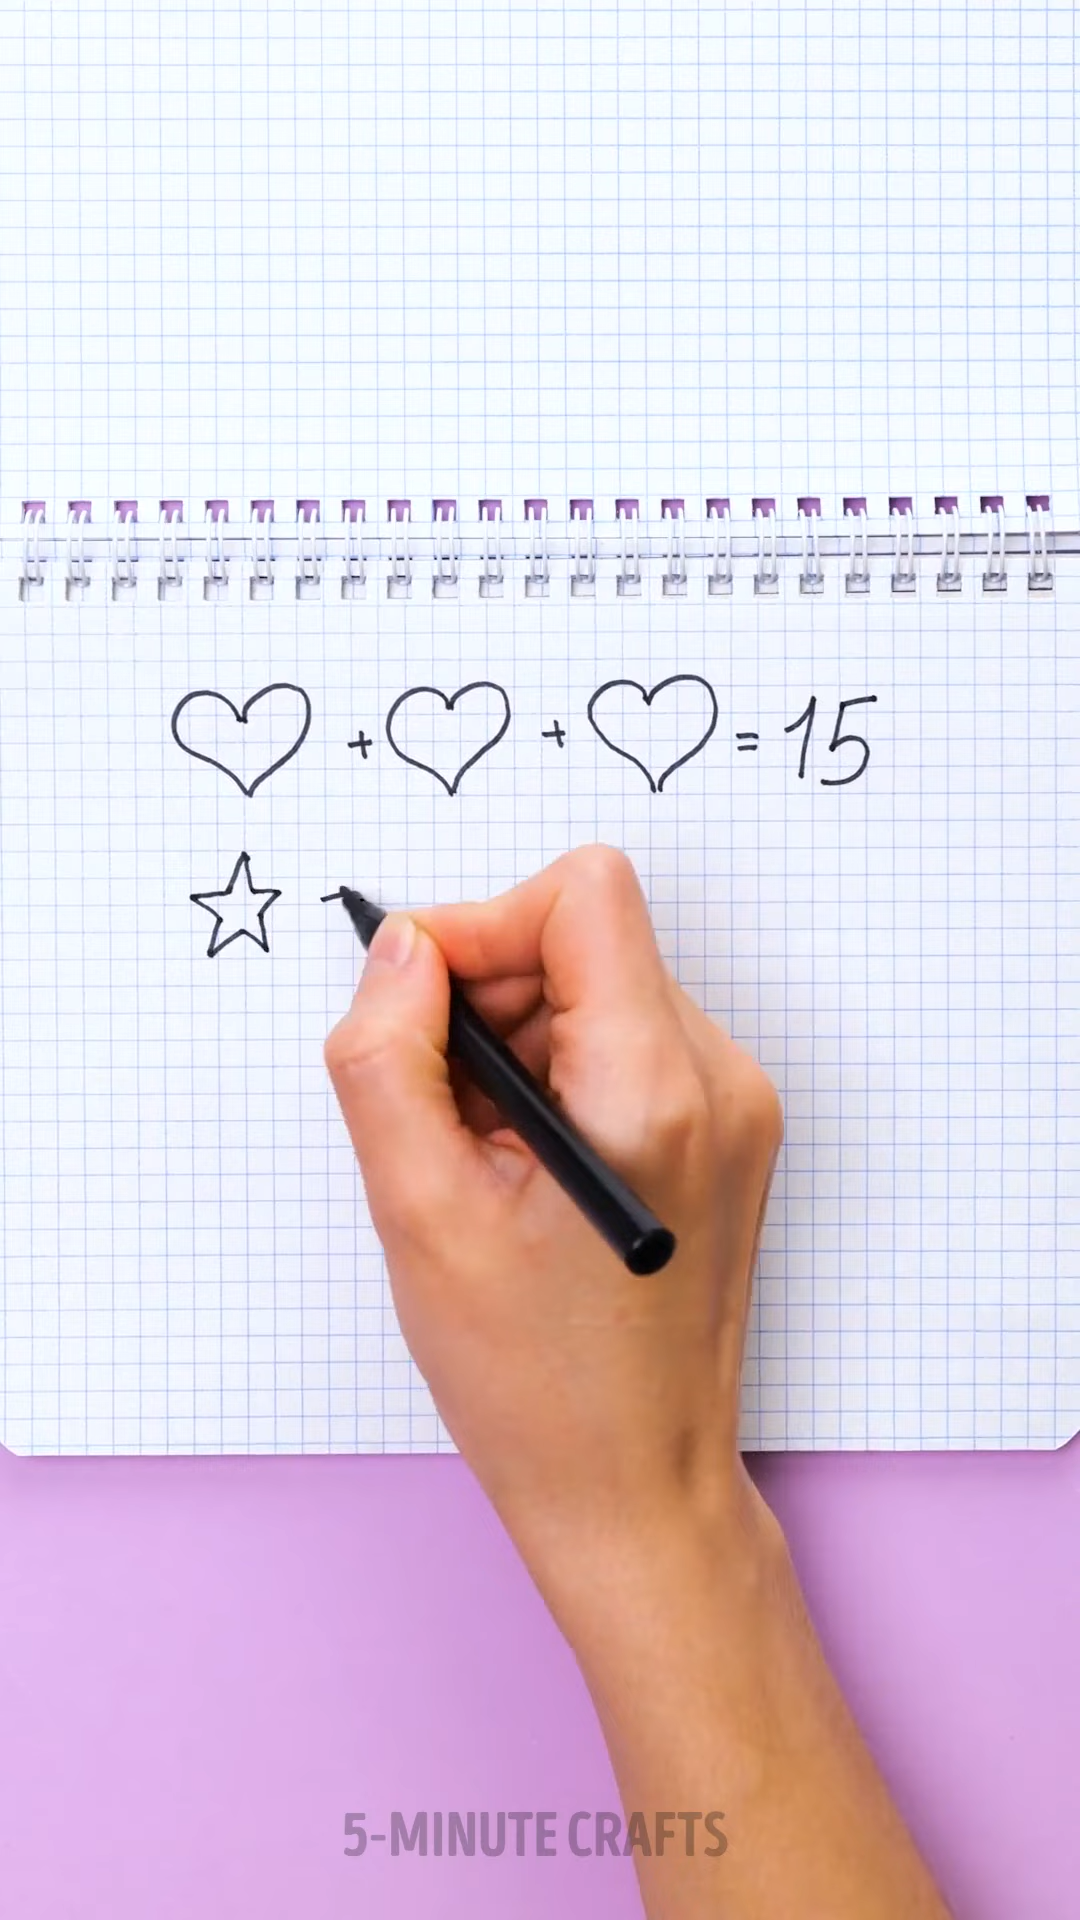 ♡ + ♡ + ♡ = 15
☆ -
5-MINUTE CRAFTS